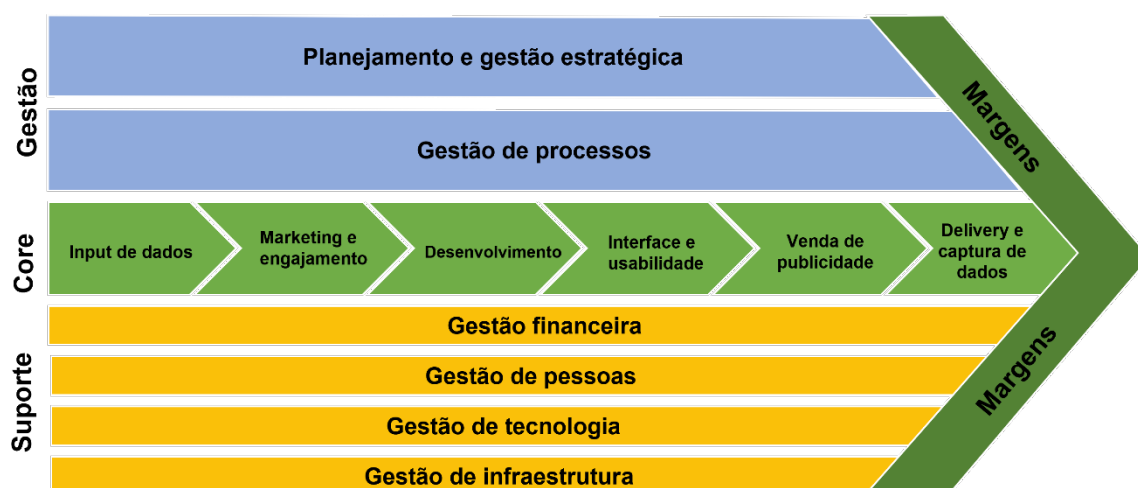 Gestão
Planejamento e gestão estratégica
Gestão de processos
Margens
Core
Input de dados
Marketing e
engajamento
Desenvolvimento
Interface e
usabilidade
Venda de
publicidade
Delivery e
captura de
dados
Suporte
Gestão financeira
Gestão de pessoas
Gestão de tecnologia
Gestão de infraestrutura
Margens